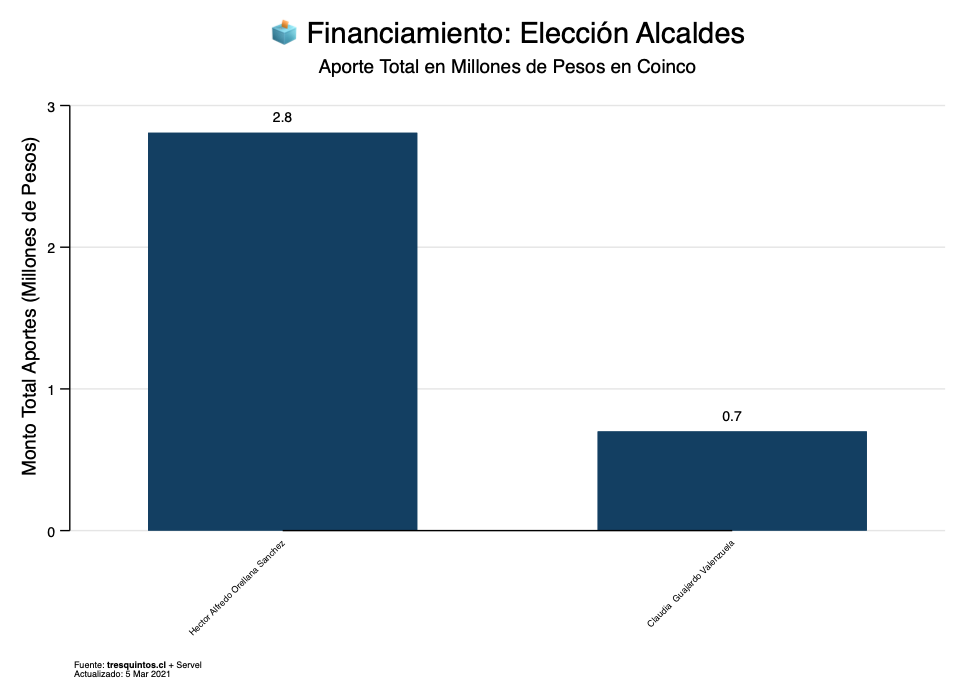 Financiamiento: Elección Alcaldes
Aporte Total en Millones de Pesos en Coinco
Monto Total Aportes (Millones de Pesos)
3
2
1
0
2.8
0.7
Hector Alfredo Orellana Sanchez
Claudia  Guajardo Valenzuela
Fuente: tresquintos.cl + Servel
Actualizado: 5 Mar 2021